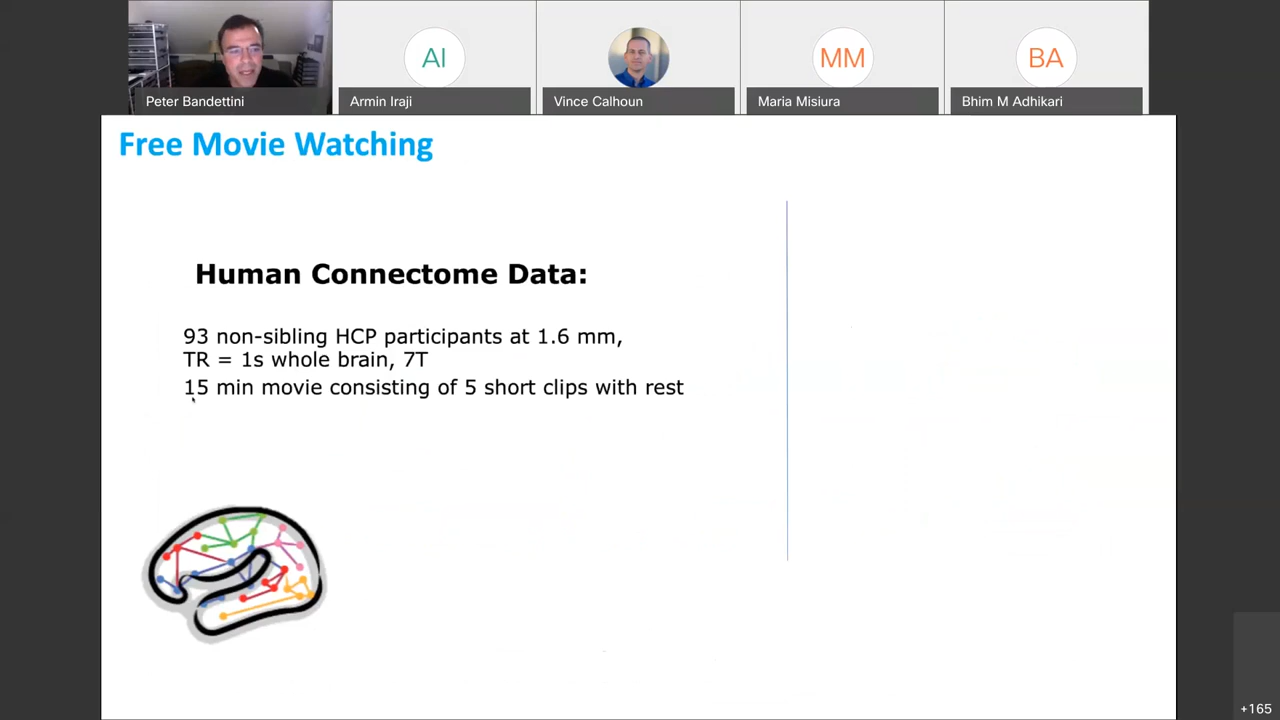 AI
MM
BA
Peter Bandettini
Armin Iraji
Vince Calhoun
Maria Misiura
Bhim M Adhikari
Free Movie Watching
Human Connectome Data:
93 non-sibling HCP participants at 1.6 mm,
TR = 1s whole brain, 7T
15 min movie consisting of 5 short clips with rest
+165